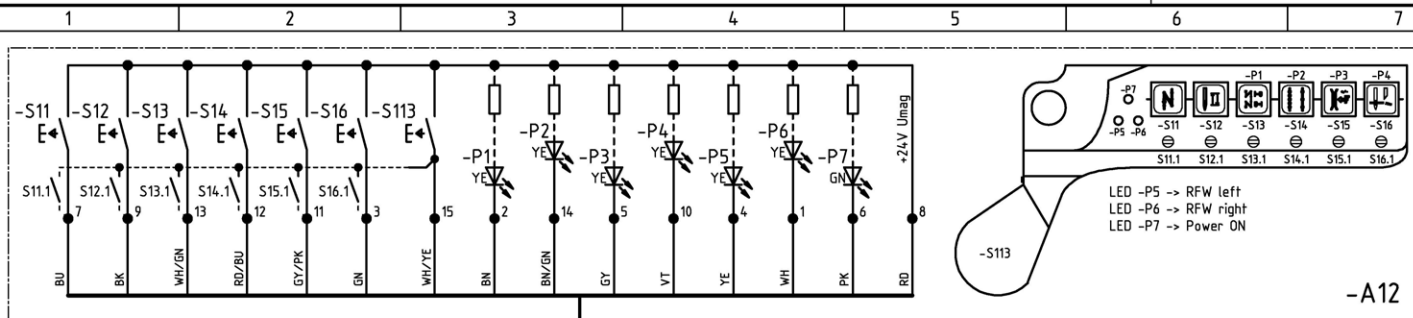 1 2 3 4 5 6 7
-S11 -S12 -S13 -S14 -S15 -S16 -S113
-P1 YE
-P2 YE
-P3 YE
-P4 YE
-P5 YE
-P6 YE
-P7 GN
+24V Umag
S11.1 S12.1 S13.1 S14.1 S15.1 S16.1
7 9 13 12 11 3 15 2 14 5 10 4 1 6 8
BU BK WH/GN RD/BU GY/PK GN WH/YE BN BN/GN GY VT YE WH PK RD
-P1 -P2 -P3 -P4
-P7
-P5 -P6
N II
-S11 -S12 -S13 -S14 -S15 -S16
S11.1 S12.1 S13.1 S14.1 S15.1 S16.1
LED -P5 -> RFW left
LED -P6 -> RFW right
LED -P7 -> Power ON
-S113
-A12